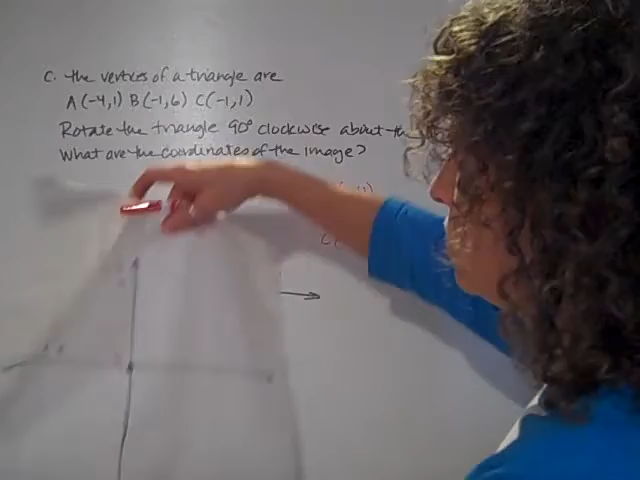 C. the vertices of a triangle are
A(-4,1) B(-1,6) C(-1,1)
Rotate the triangle 90° clockwise about the
What are the coordinates of the image?